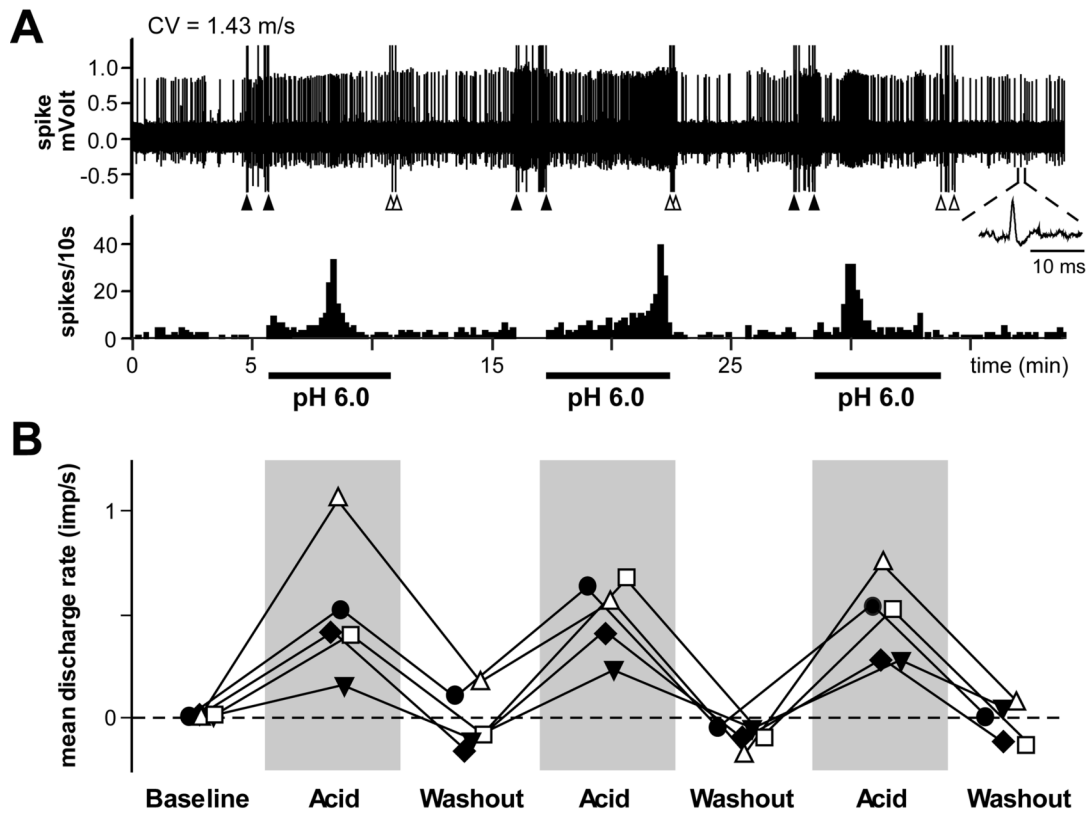 A
CV = 1.43 m/s
spike
mVolt
1.0
0.5
0.0
-0.5
10 ms
spikes/10s
40
20
0
0 5 15 25 time (min)
pH 6.0 pH 6.0 pH 6.0
B
mean discharge rate (imp/s)
1
0
Baseline Acid Washout Acid Washout Acid Washout